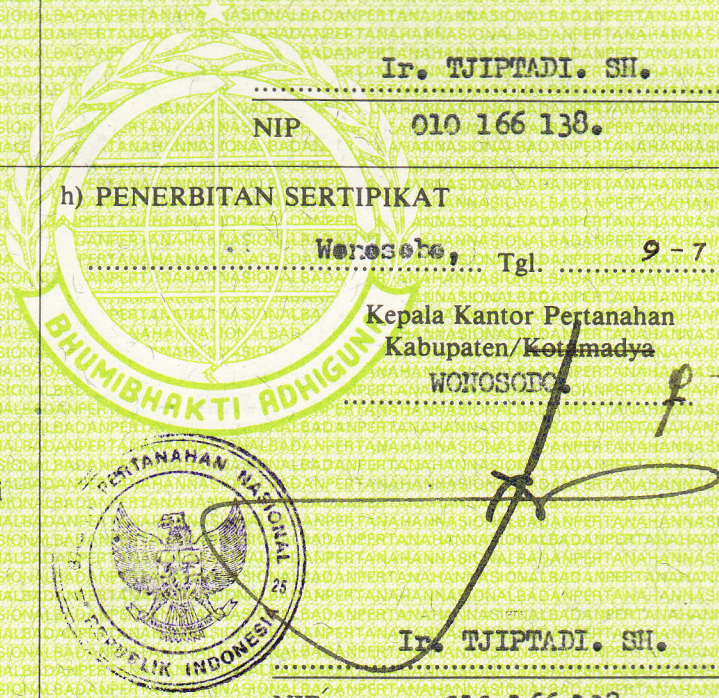 Ir. TJIPTADI. SH.
NIP 010 166 138.
h) PENERBITAN SERTIPIKAT
Wonosobo, Tgl. 9 - 7
Kepala Kantor Pertanahan
Kabupaten/Kotamadya
WONOSOBO.
BHUMIBHAKTI ADHIGUNA
PERTANAHAN NASIONAL
25
REPUBLIK INDONESIA
Ir. TJIPTADI. SH.
NIP